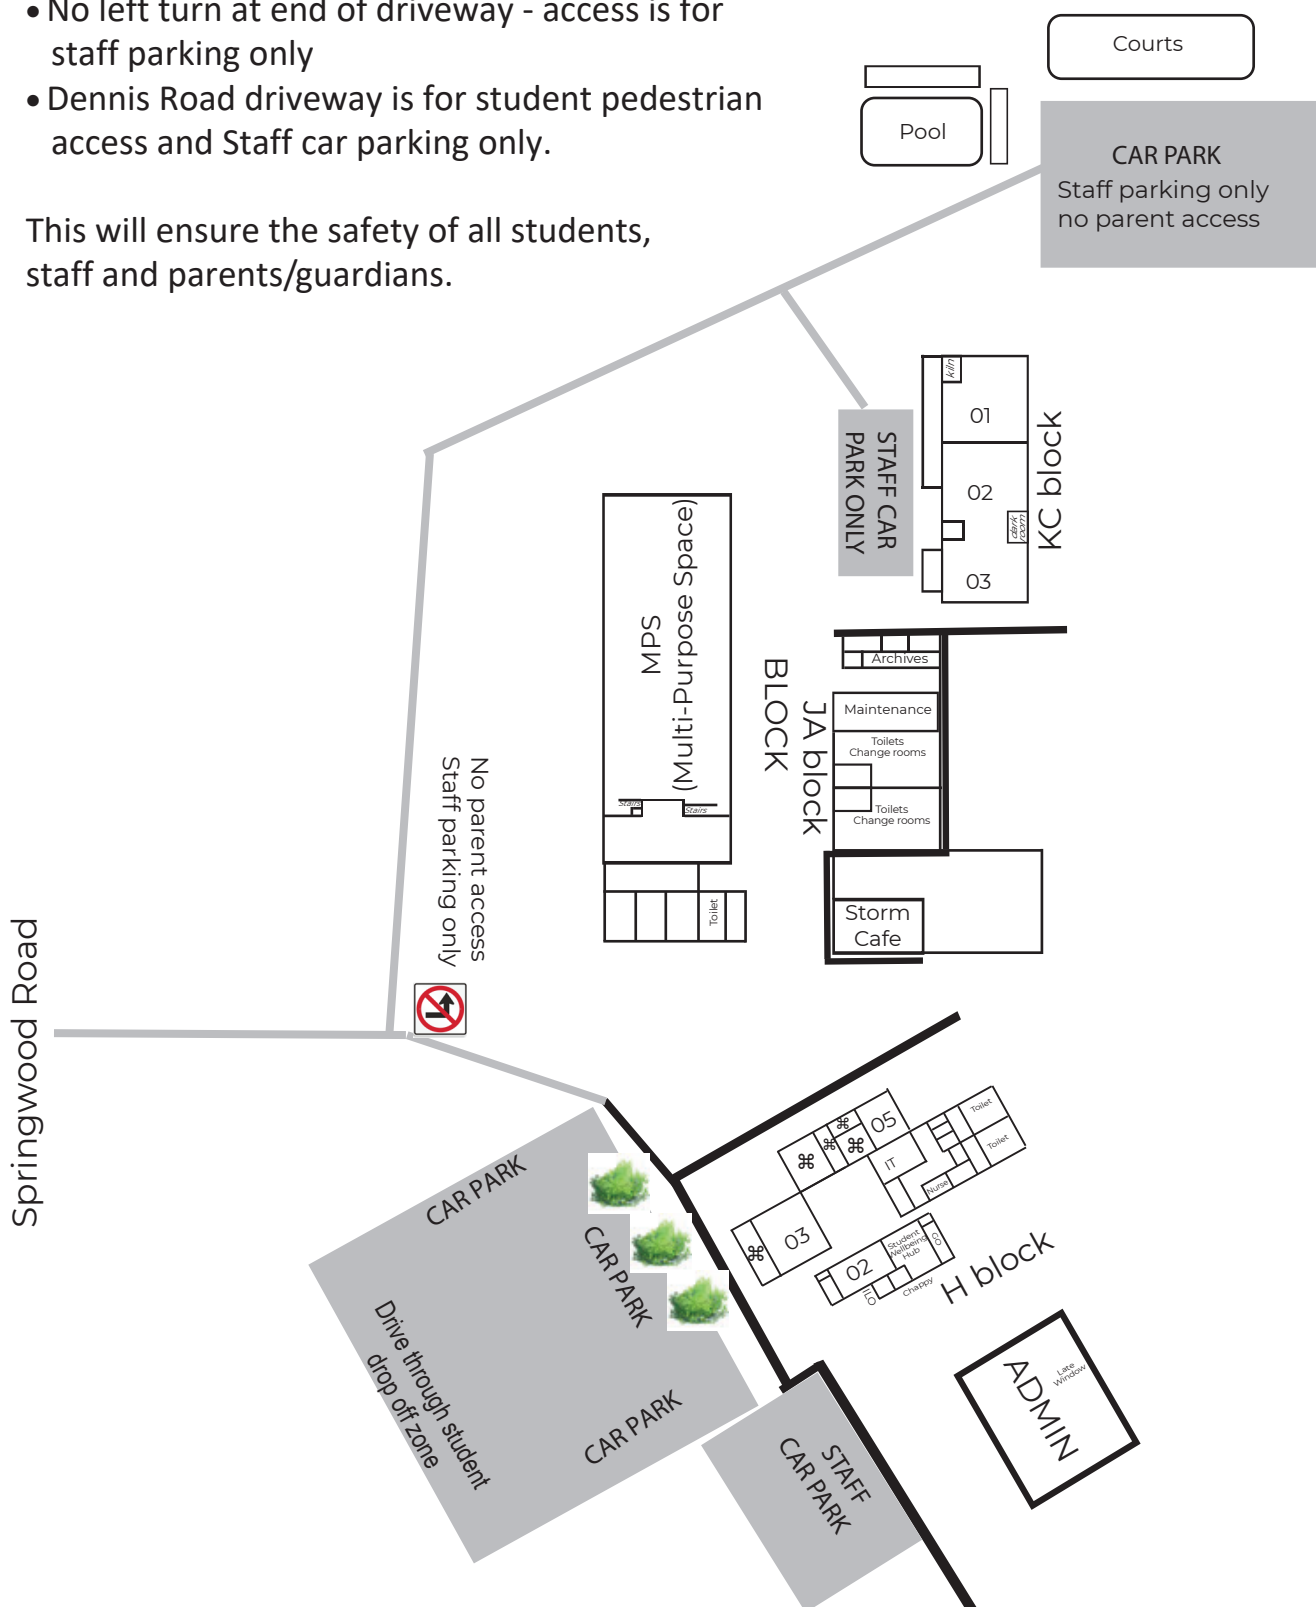 • No left turn at end of driveway - access is for
staff parking only
• Dennis Road driveway is for student pedestrian
access and Staff car parking only.
This will ensure the safety of all students,
staff and parents/guardians.
Courts
Pool
CAR PARK
Staff parking only
no parent access
kiln
01
02
dark
room
03
KC block
STAFF CAR
PARK ONLY
MPS
(Multi-Purpose Space)
Stairs
Stairs
Toilet
BLOCK
JA block
Archives
Maintenance
Toilets
Change rooms
Toilets
Change rooms
Storm
Cafe
No parent access
Staff parking only
Springwood Road
05
IT
Toilet
Toilet
Nurse
03
02
Student
Wellbeing
Hub
GO
ILO
Chappy
H block
Late
Window
ADMIN
CAR PARK
CAR PARK
CAR PARK
Drive through student
drop off zone
STAFF
CAR PARK